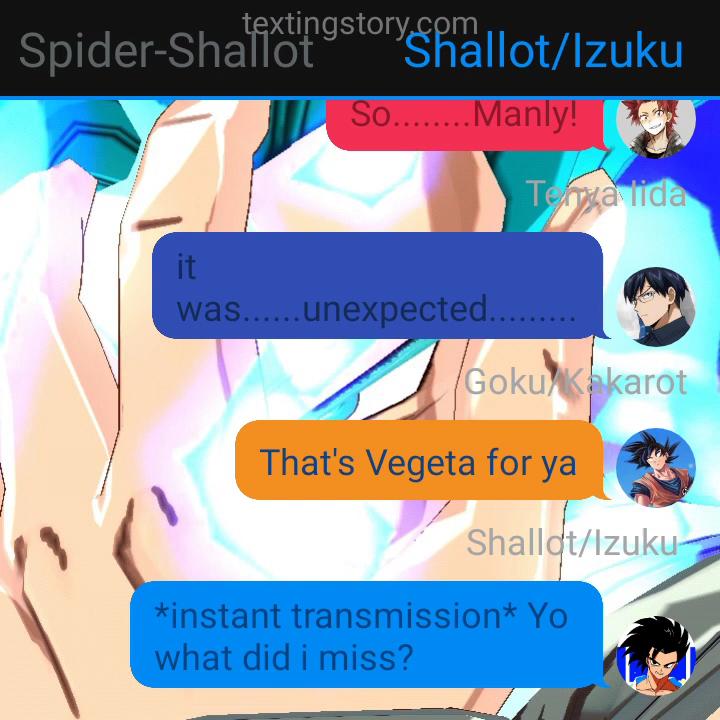 textingstory.com
Spider-Shallot
Shallot/Izuku
So........Manly!
Tenya Iida
it
was......unexpected.........
Goku/Kakarot
That's Vegeta for ya
Shallot/Izuku
*instant transmission* Yo
what did i miss?